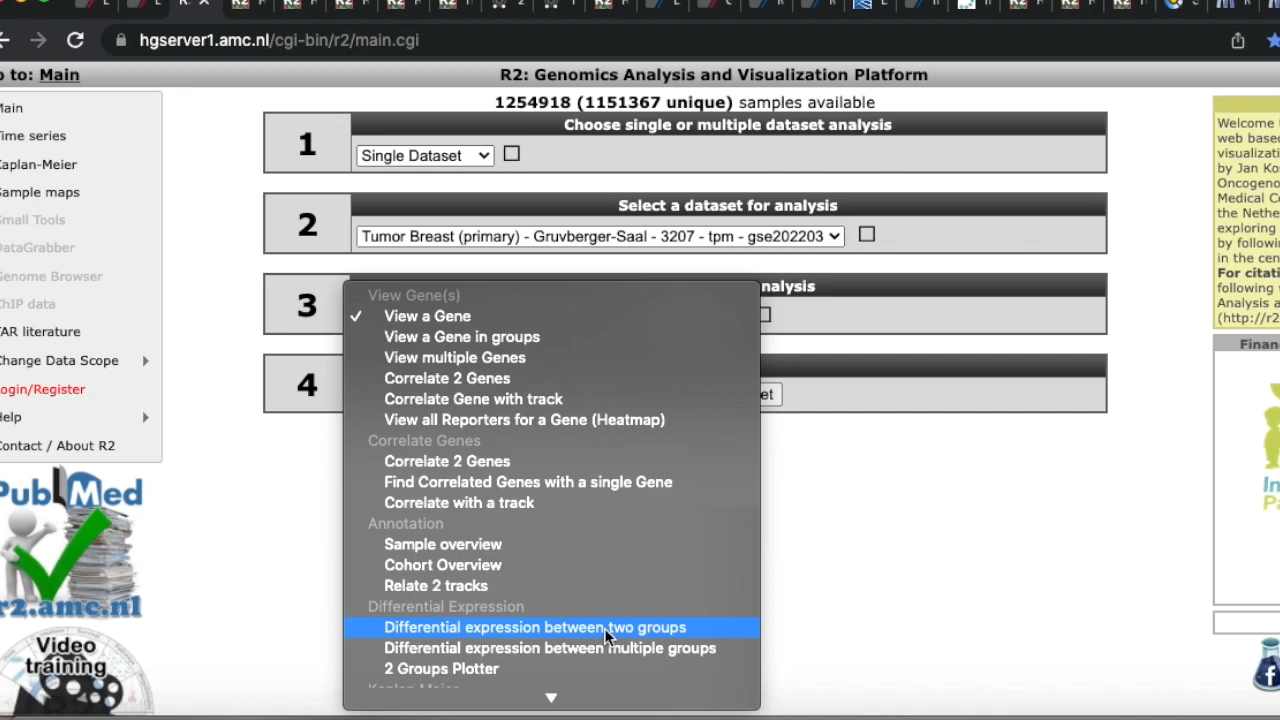 hgserver1.amc.nl/cgi-bin/r2/main.cgi
o to: Main
R2: Genomics Analysis and Visualization Platform
1254918 (1151367 unique) samples available
Main
Time series
Kaplan-Meier
Sample maps
Small Tools
DataGrabber
Genome Browser
ChIP data
TAR literature
Change Data Scope
Login/Register
Help
Contact / About R2
PubMed
r2.amc.nl
Video
training
1
Choose single or multiple dataset analysis
Single Dataset
2
Select a dataset for analysis
Tumor Breast (primary) - Gruvberger-Saal - 3207 - tpm - gse202203
3
nalysis
4
et
View Gene(s)
✓ View a Gene
View a Gene in groups
View multiple Genes
Correlate 2 Genes
Correlate Gene with track
View all Reporters for a Gene (Heatmap)
Correlate Genes
Correlate 2 Genes
Find Correlated Genes with a single Gene
Correlate with a track
Annotation
Sample overview
Cohort Overview
Relate 2 tracks
Differential Expression
Differential expression between two groups
Differential expression between multiple groups
2 Groups Plotter
Welcome
web base
visualizati
by Jan Ko
Oncogeno
Medical C
the Nethe
exploring
by followi
in the cen
For citati
following
Analysis a
(http://r2
Finan
In
Pa
f